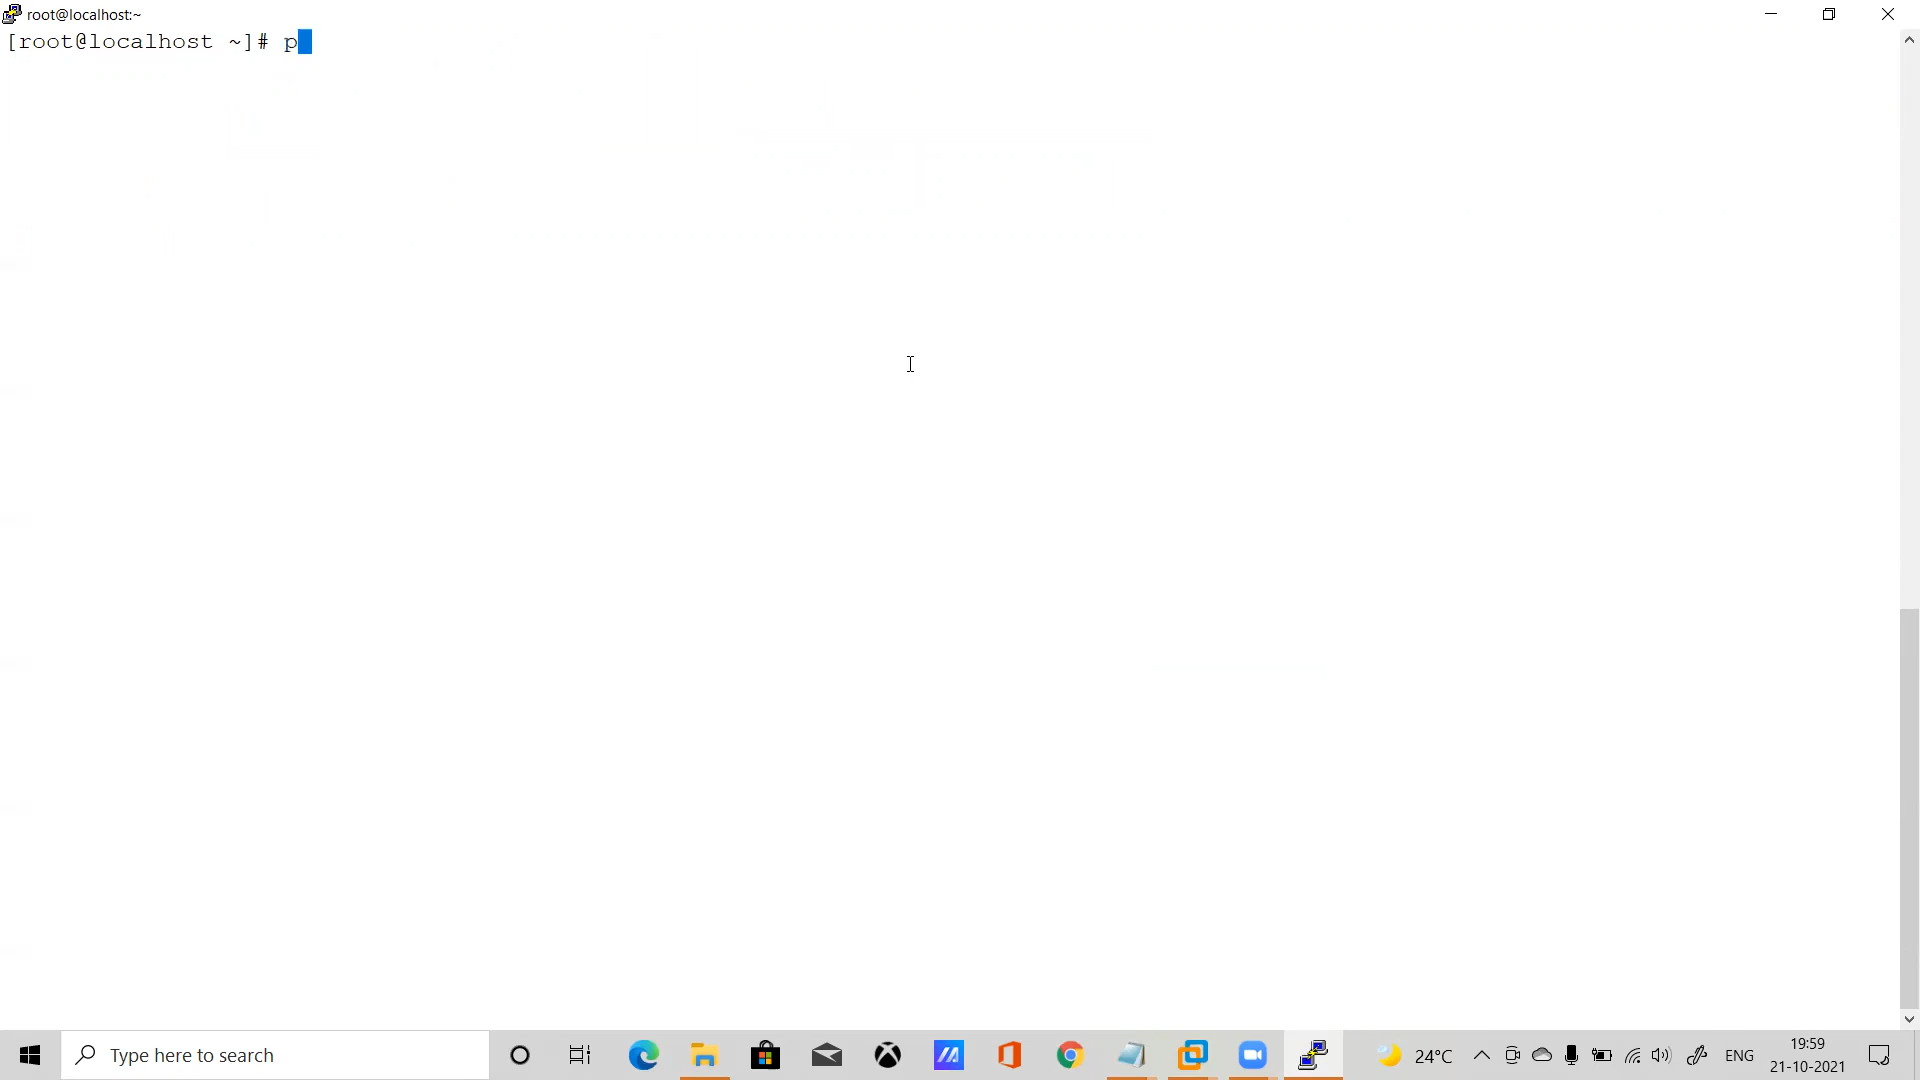 root@localhost:~
[root@localhost ~]# p
Type here to search
24°C
ENG
19:59
21-10-2021